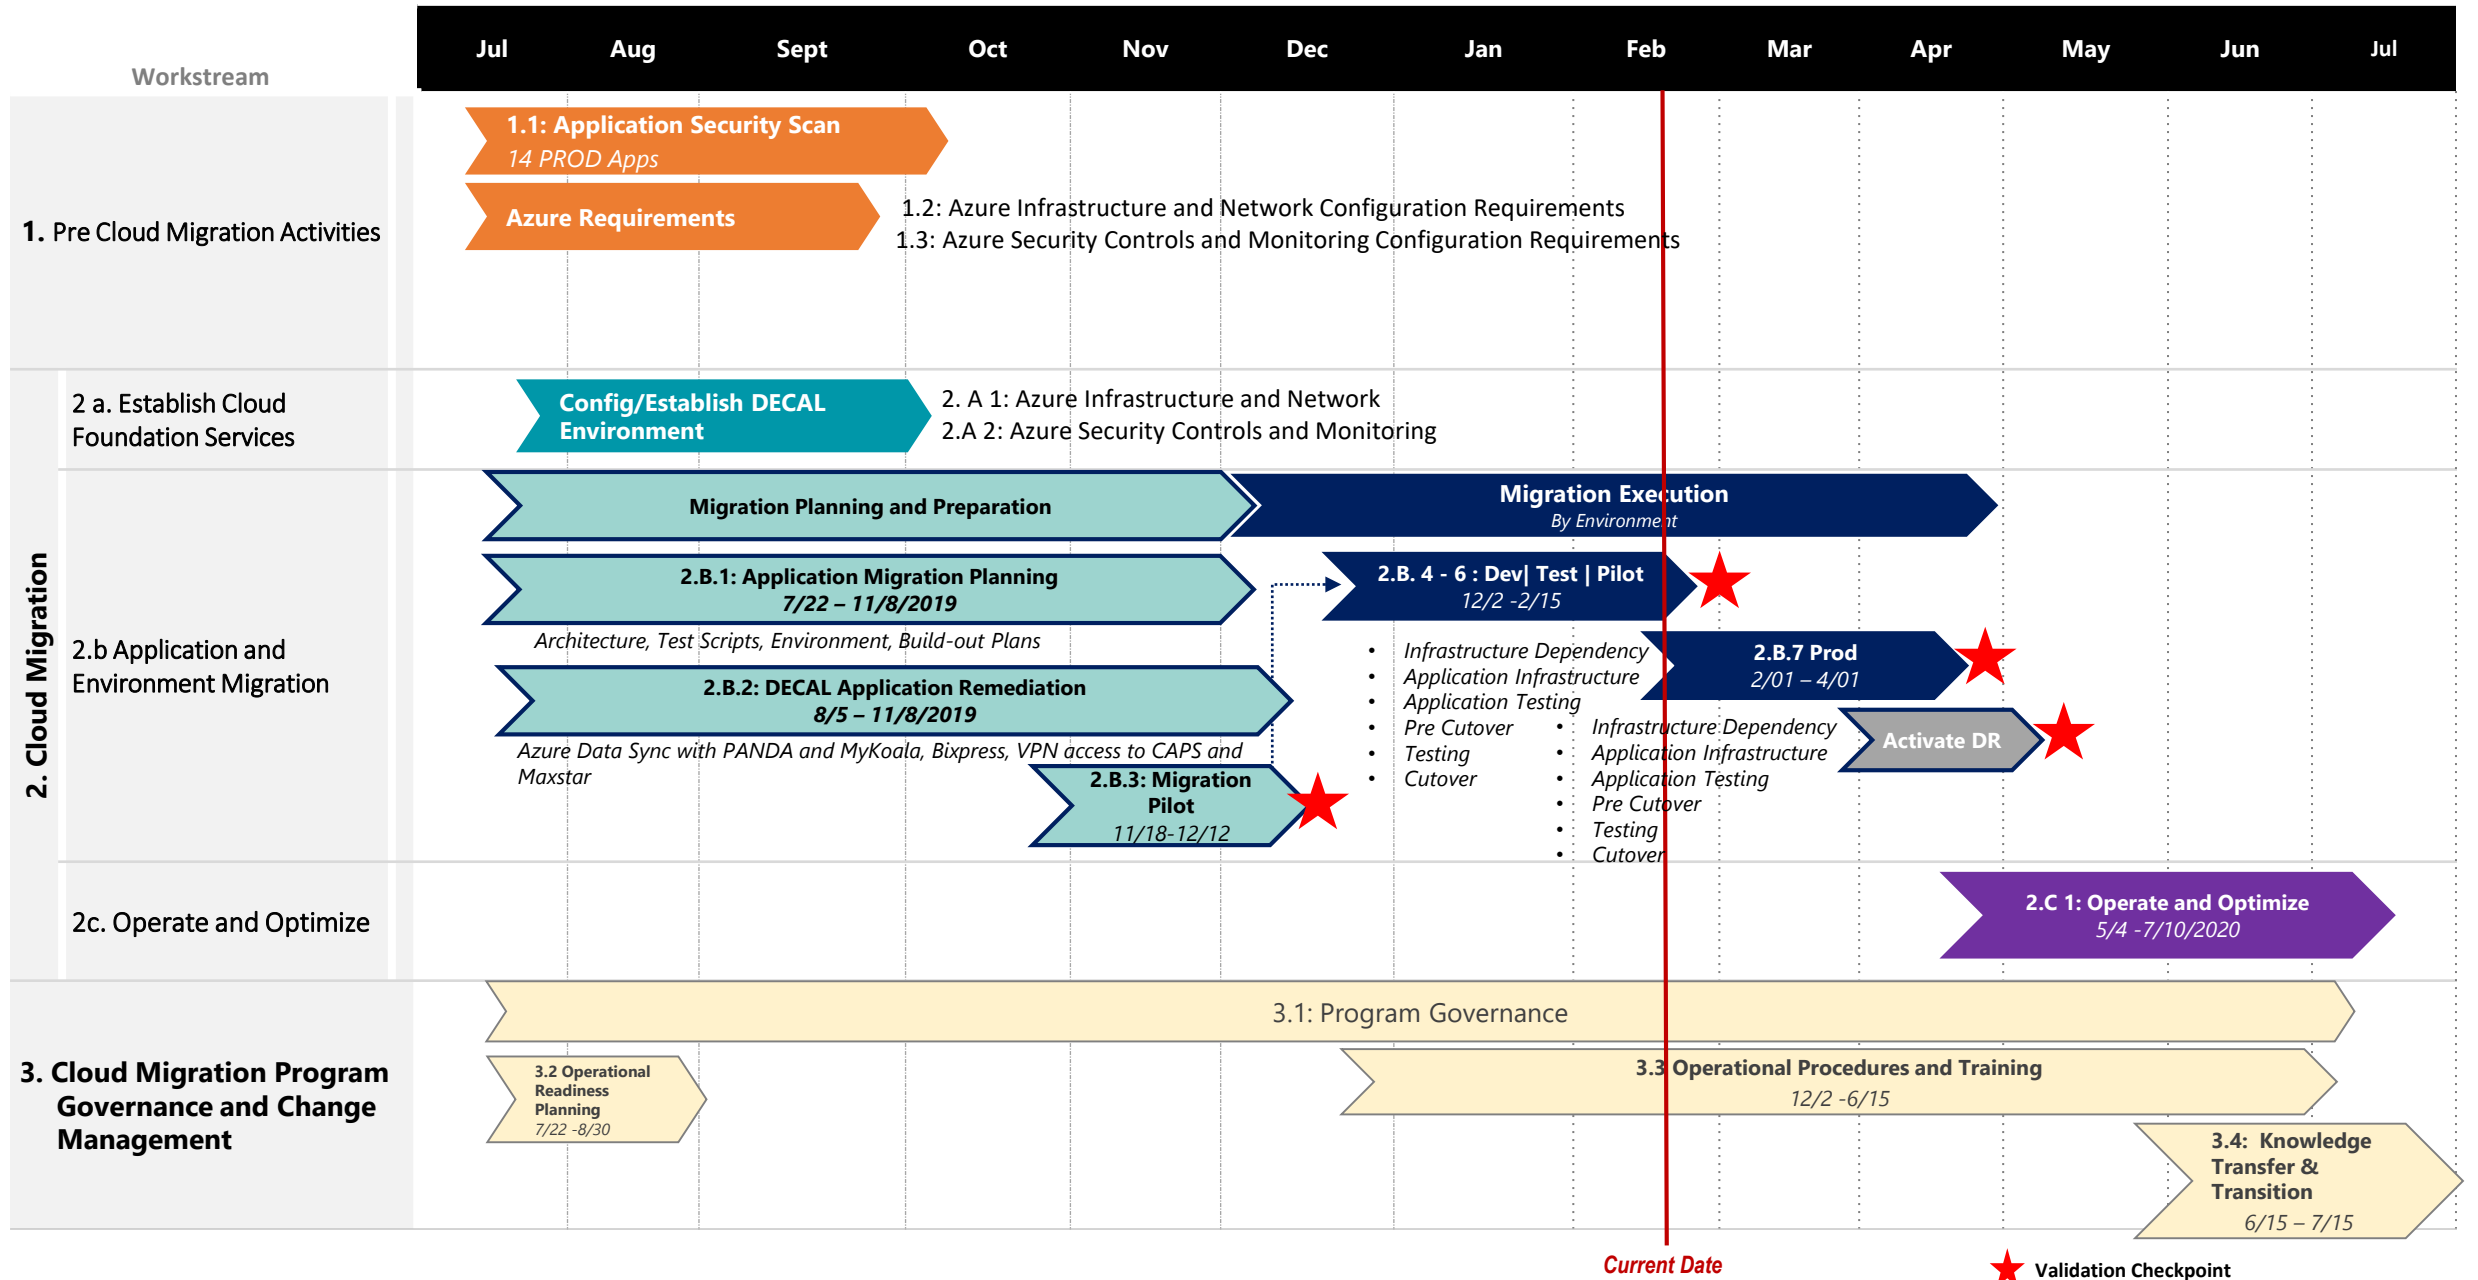 Jul Aug Sept Oct Nov Dec Jan Feb Mar Apr May Jun Jul
Workstream
1. Pre Cloud Migration Activities
1.1: Application Security Scan
14 PROD Apps
Azure Requirements
1.2: Azure Infrastructure and Network Configuration Requirements
1.3: Azure Security Controls and Monitoring Configuration Requirements
2. Cloud Migration
2 a. Establish Cloud
Foundation Services
Config/Establish DECAL
Environment
2. A 1: Azure Infrastructure and Network
2.A 2: Azure Security Controls and Monitoring
2.b Application and
Environment Migration
Migration Planning and Preparation
Migration Execution
By Environment
2.B.1: Application Migration Planning
7/22 – 11/8/2019
Architecture, Test Scripts, Environment, Build-out Plans
2.B.2: DECAL Application Remediation
8/5 – 11/8/2019
Azure Data Sync with PANDA and MyKoala, Bixpress, VPN access to CAPS and
Maxstar
2.B.3: Migration
Pilot
11/18-12/12
2.B. 4 - 6 : Dev| Test | Pilot
12/2 -2/15
• Infrastructure Dependency
• Application Infrastructure
• Application Testing
• Pre Cutover
• Testing
• Cutover
2.B.7 Prod
2/01 – 4/01
• Infrastructure Dependency
• Application Infrastructure
• Application Testing
• Pre Cutover
• Testing
• Cutover
Activate DR
2c. Operate and Optimize
2.C 1: Operate and Optimize
5/4 -7/10/2020
3. Cloud Migration Program
Governance and Change
Management
3.1: Program Governance
3.2 Operational
Readiness
Planning
7/22 -8/30
3.3 Operational Procedures and Training
12/2 -6/15
3.4: Knowledge
Transfer &
Transition
6/15 – 7/15
Current Date
Validation Checkpoint